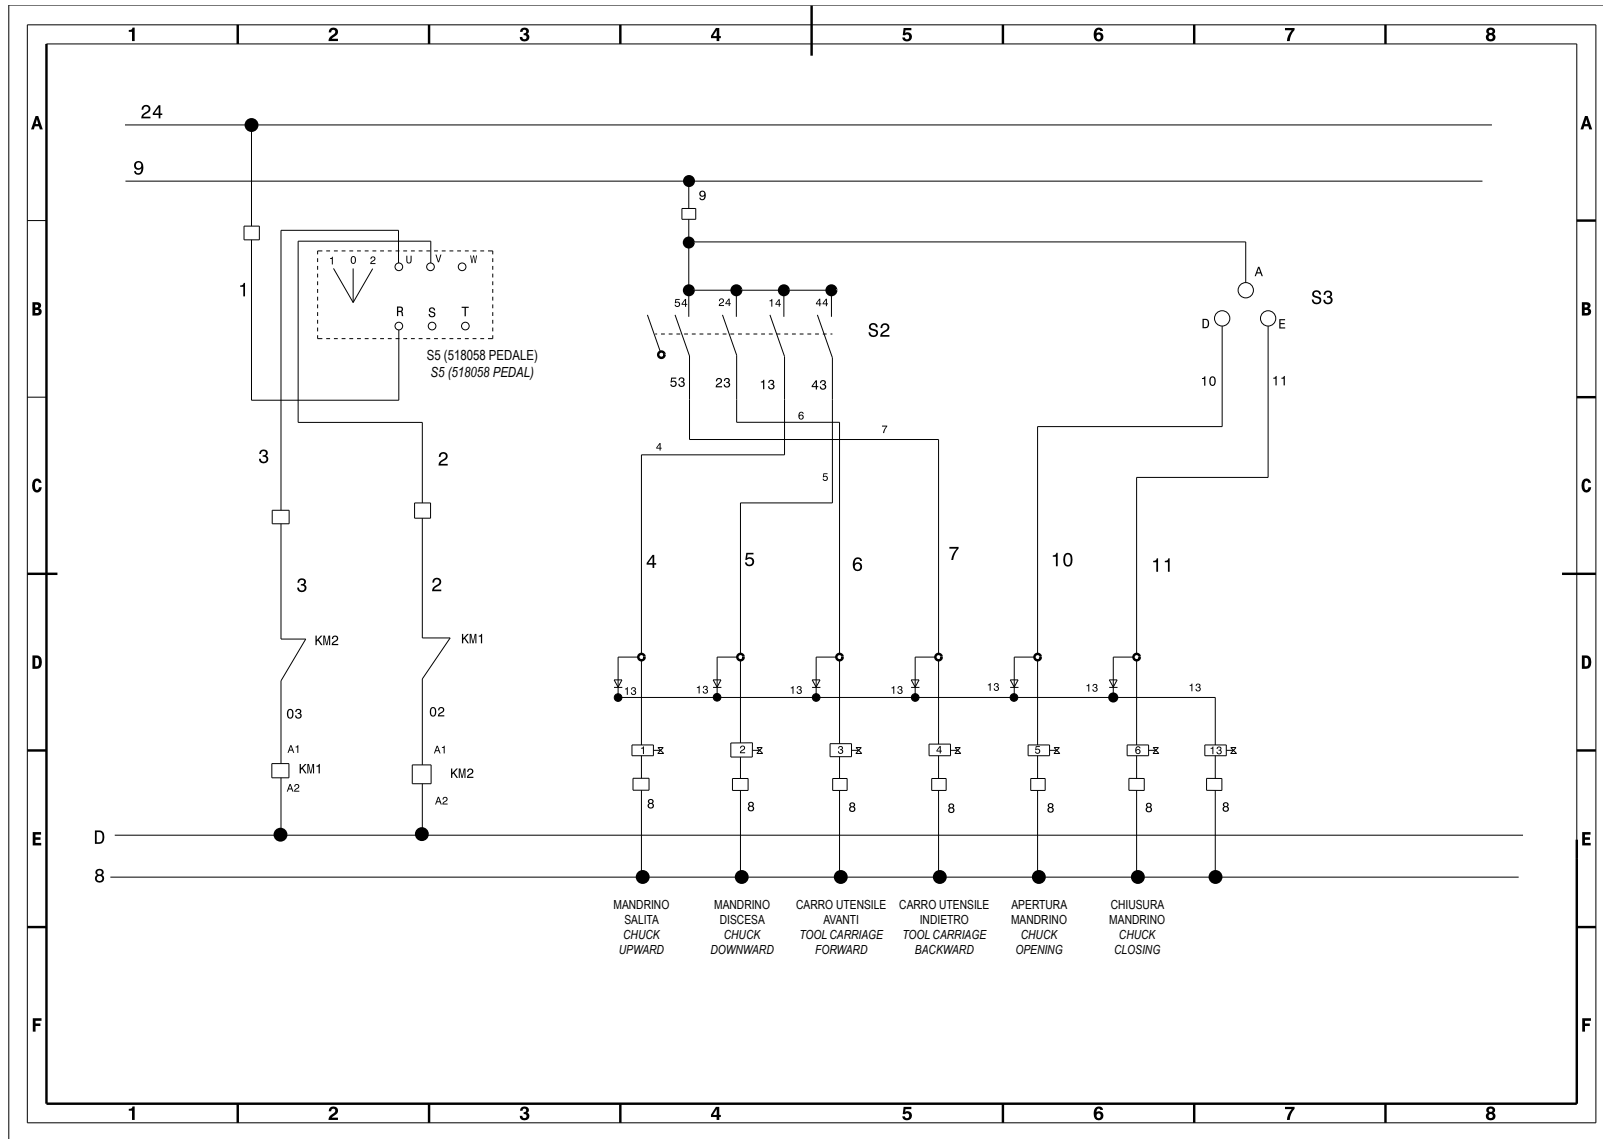 1 2 3 4 5 6 7 8
A A
24
9
9
1 0 2 U V W
1
A
S3
B B
R S T
54 24 14 44
S2
D E
S5 (518058 PEDALE)
S5 (518058 PEDAL)
53 23 13 43
10 11
6
7
4
3 2
5
C C
4 5 6 7 10 11
3 2
KM2 KM1
D D
13 13 13 13 13 13 13
03 02
A1 A1
1 2 3 4 5 6 13
KM1 KM2
A2 A2
8 8 8 8 8 8 8
D
E E
8
MANDRINO
SALITA
CHUCK
UPWARD
MANDRINO
DISCESA
CHUCK
DOWNWARD
CARRO UTENSILE
AVANTI
TOOL CARRIAGE
FORWARD
CARRO UTENSILE
INDIETRO
TOOL CARRIAGE
BACKWARD
APERTURA
MANDRINO
CHUCK
OPENING
CHIUSURA
MANDRINO
CHUCK
CLOSING
F F
1 2 3 4 5 6 7 8